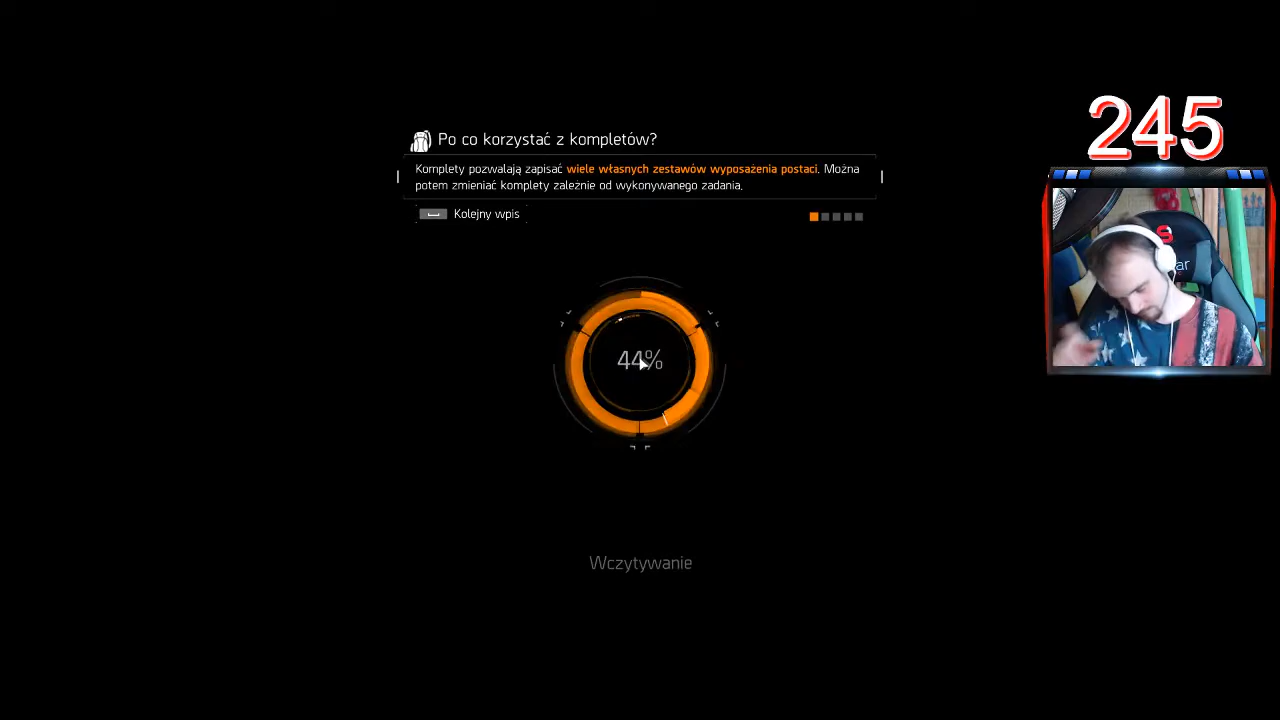 245
Po co korzystać z kompletów?
Komplety pozwalają zapisać wiele własnych zestawów wyposażenia postaci. Można
potem zmieniać komplety zależnie od wykonywanego zadania.
Kolejny wpis
44%
Wczytywanie